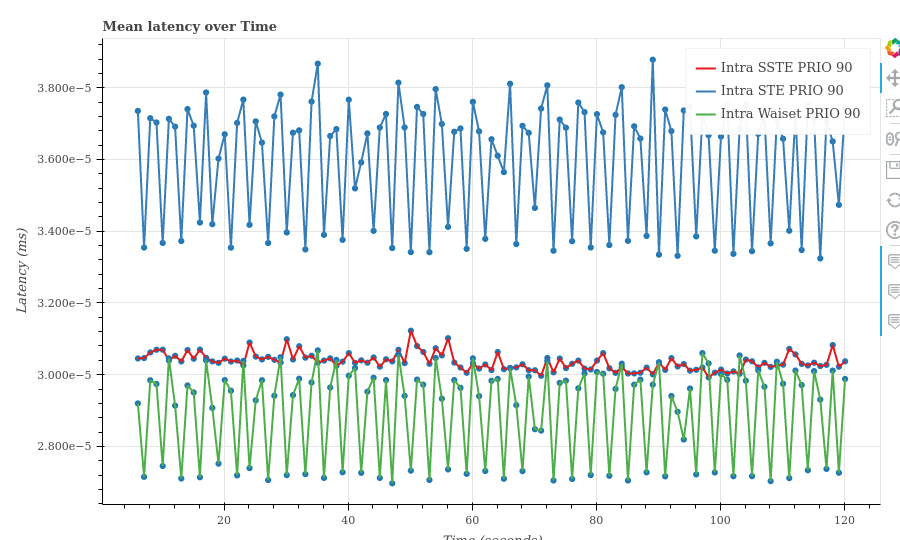 Mean latency over Time
Intra SSTE PRIO 90
Intra STE PRIO 90
Intra Waiset PRIO 90
3.800e−5
3.600e−5
3.400e−5
3.200e−5
3.000e−5
2.800e−5
Latency (ms)
20 40 60 80 100 120
Time (seconds)